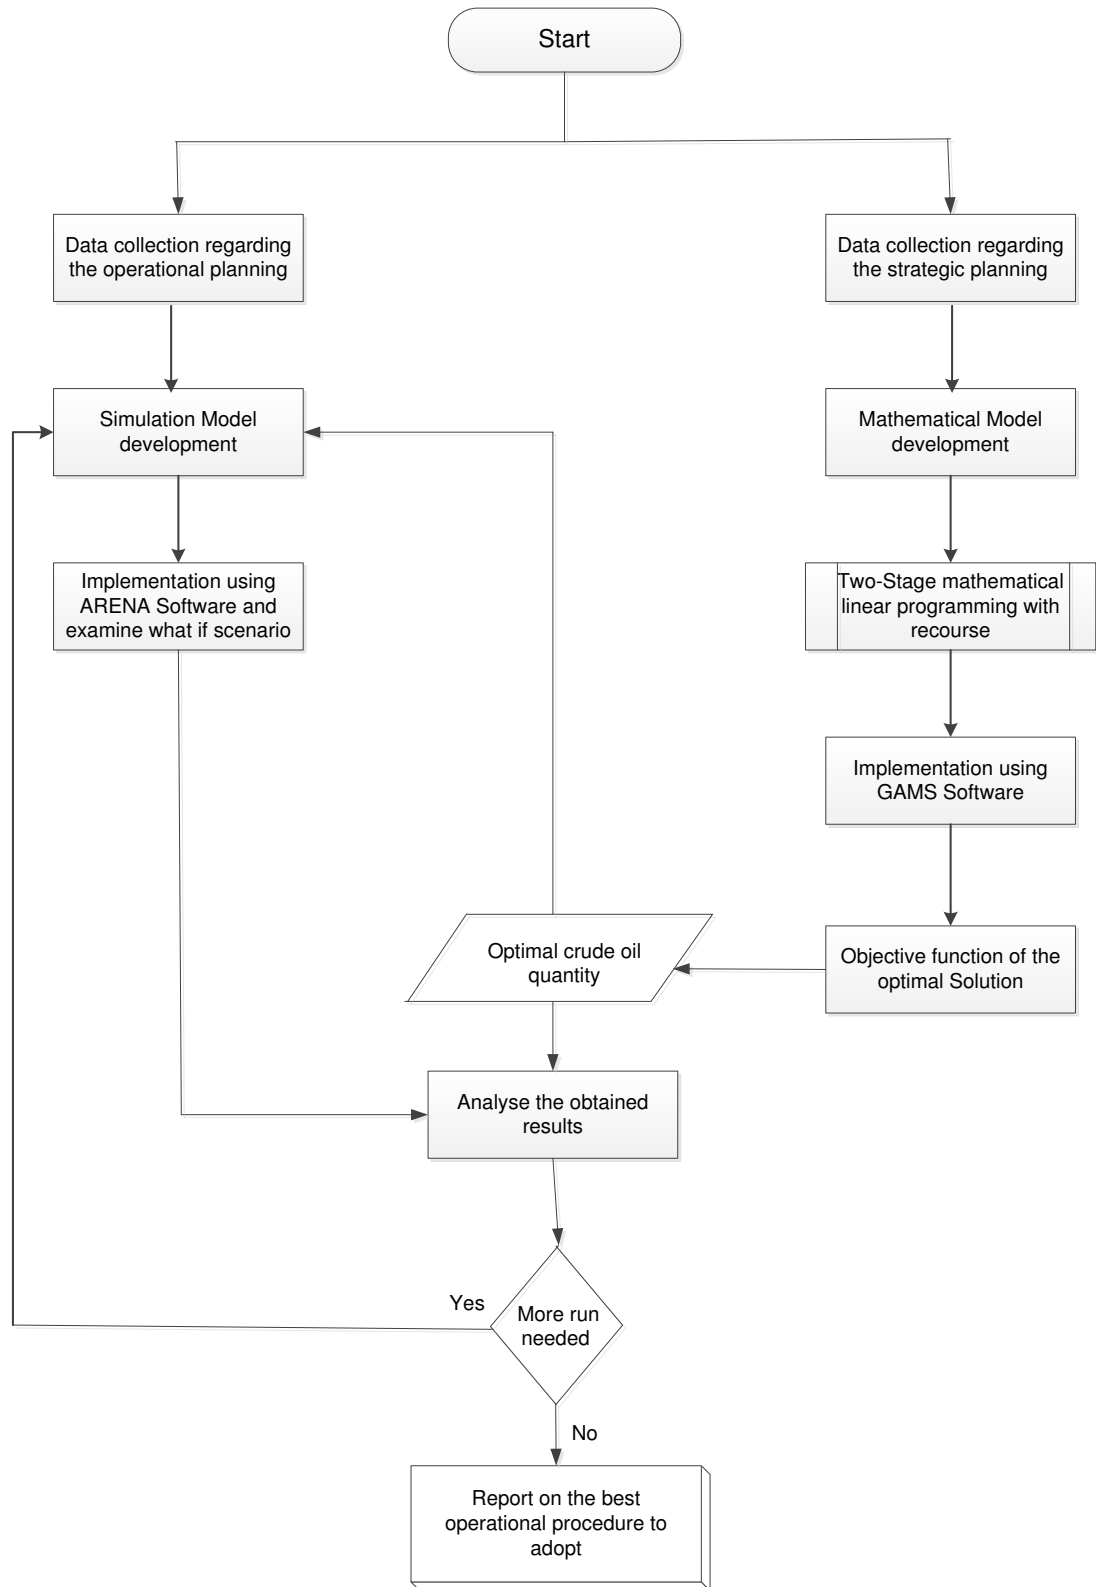 Start
Data collection regarding
the operational planning
Data collection regarding
the strategic planning
Simulation Model
development
Mathematical Model
development
Implementation using
ARENA Software and
examine what if scenario
Two-Stage mathematical
linear programming with
recourse
Implementation using
GAMS Software
Optimal crude oil
quantity
Objective function of the
optimal Solution
Analyse the obtained
results
Yes
More run
needed
No
Report on the best
operational procedure to
adopt